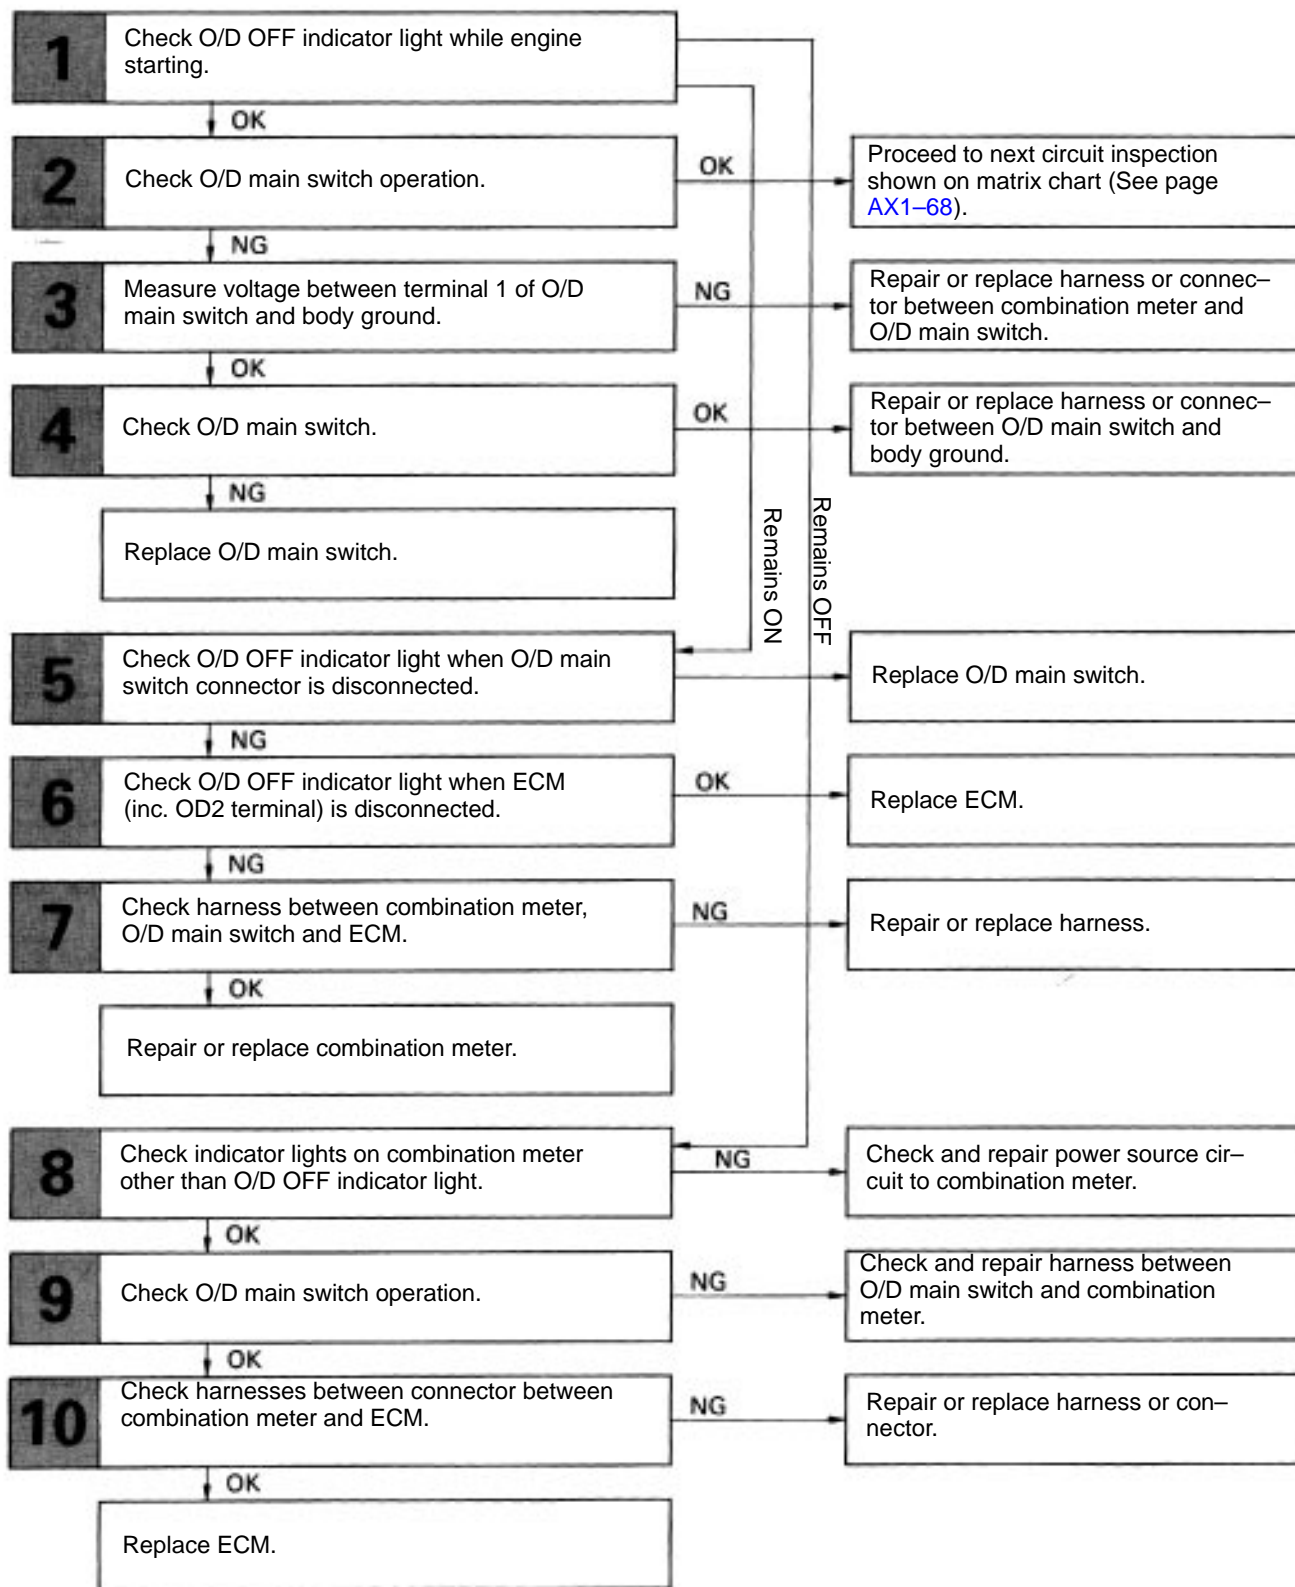 1
Check O/D OFF indicator light while engine
starting.
OK
2
Check O/D main switch operation.
OK
Proceed to next circuit inspection
shown on matrix chart (See page
AX1–68).
NG
3
Measure voltage between terminal 1 of O/D
main switch and body ground.
NG
Repair or replace harness or connec–
tor between combination meter and
O/D main switch.
OK
4
Check O/D main switch.
OK
Repair or replace harness or connec–
tor between O/D main switch and
body ground.
NG
Replace O/D main switch.
Remains ON
Remains OFF
5
Check O/D OFF indicator light when O/D main
switch connector is disconnected.
Replace O/D main switch.
NG
6
Check O/D OFF indicator light when ECM
(inc. OD2 terminal) is disconnected.
OK
Replace ECM.
NG
7
Check harness between combination meter,
O/D main switch and ECM.
NG
Repair or replace harness.
OK
Repair or replace combination meter.
8
Check indicator lights on combination meter
other than O/D OFF indicator light.
NG
Check and repair power source cir–
cuit to combination meter.
OK
9
Check O/D main switch operation.
NG
Check and repair harness between
O/D main switch and combination
meter.
OK
10
Check harnesses between connector between
combination meter and ECM.
NG
Repair or replace harness or con–
nector.
OK
Replace ECM.